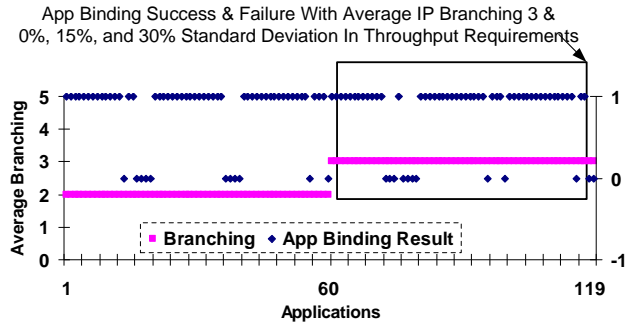 App Binding Success & Failure With Average IP Branching 3 &
0%, 15%, and 30% Standard Deviation In Throughput Requirements
Average Branching
5
4
3
2
1
0
1
0
-1
Branching
App Binding Result
1
60
119
Applications